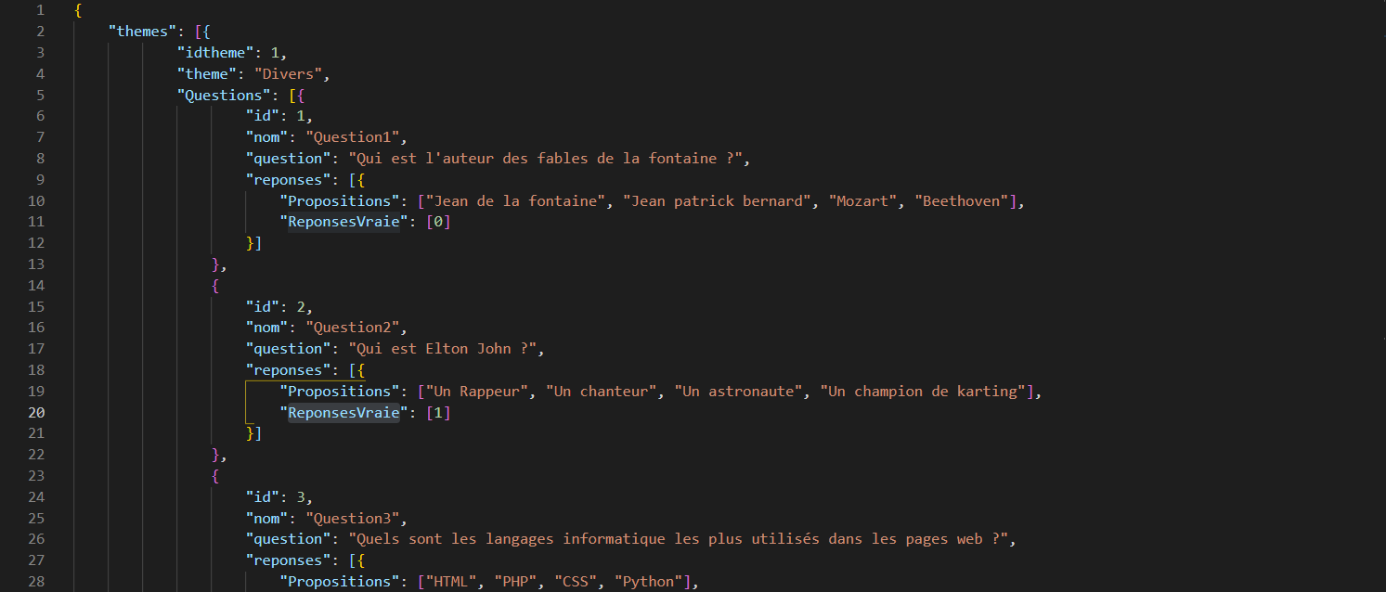 1 {
2 "themes": [{
3 "idtheme": 1,
4 "theme": "Divers",
5 "Questions": [{
6 "id": 1,
7 "nom": "Question1",
8 "question": "Qui est l'auteur des fables de la fontaine ?",
9 "reponses": [{
10 "Propositions": ["Jean de la fontaine", "Jean patrick bernard", "Mozart", "Beethoven"],
11 "ReponsesVraie": [0]
12 }]
13 },
14 {
15 "id": 2,
16 "nom": "Question2",
17 "question": "Qui est Elton John ?",
18 "reponses": [{
19 "Propositions": ["Un Rappeur", "Un chanteur", "Un astronaute", "Un champion de karting"],
20 "ReponsesVraie": [1]
21 }]
22 },
23 {
24 "id": 3,
25 "nom": "Question3",
26 "question": "Quels sont les langages informatique les plus utilisés dans les pages web ?",
27 "reponses": [{
28 "Propositions": ["HTML", "PHP", "CSS", "Python"],